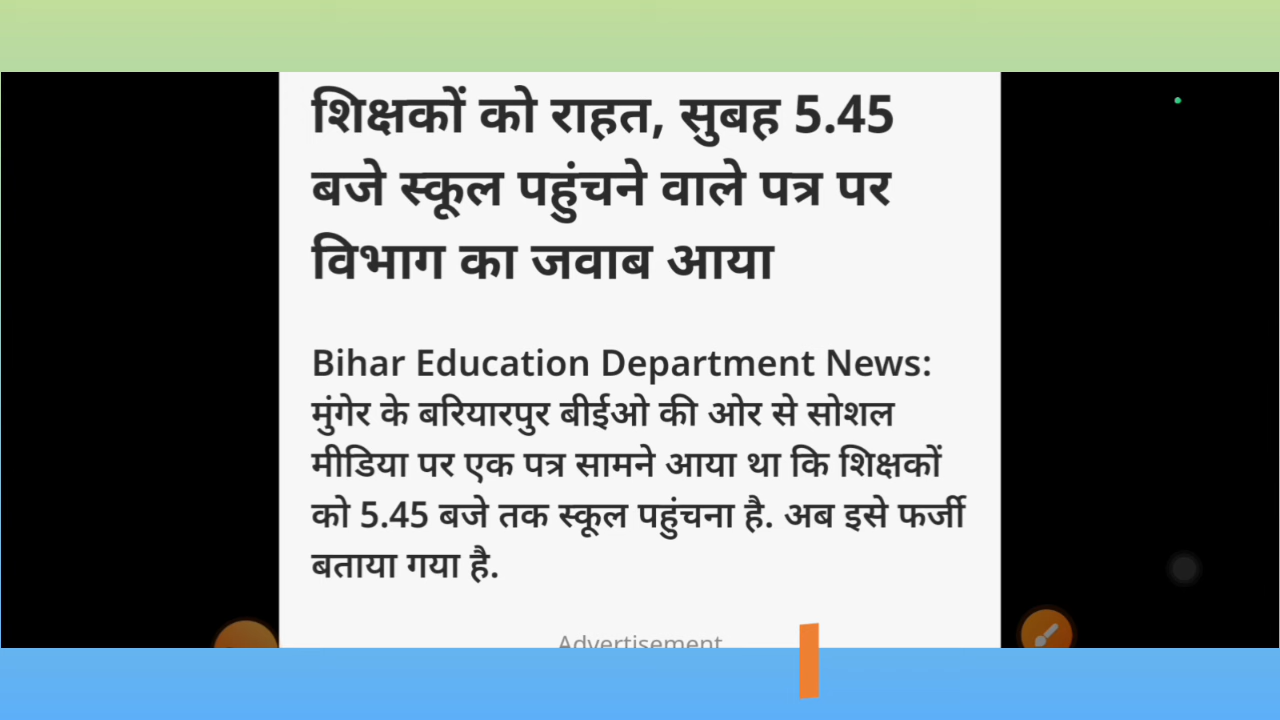 शिक्षकों को राहत, सुबह 5.45
बजे स्कूल पहुंचने वाले पत्र पर
विभाग का जवाब आया
Bihar Education Department News:
मुंगेर के बरियारपुर बीईओ की ओर से सोशल
मीडिया पर एक पत्र सामने आया था कि शिक्षकों
को 5.45 बजे तक स्कूल पहुंचना है. अब इसे फर्जी
बताया गया है.
Advertisement